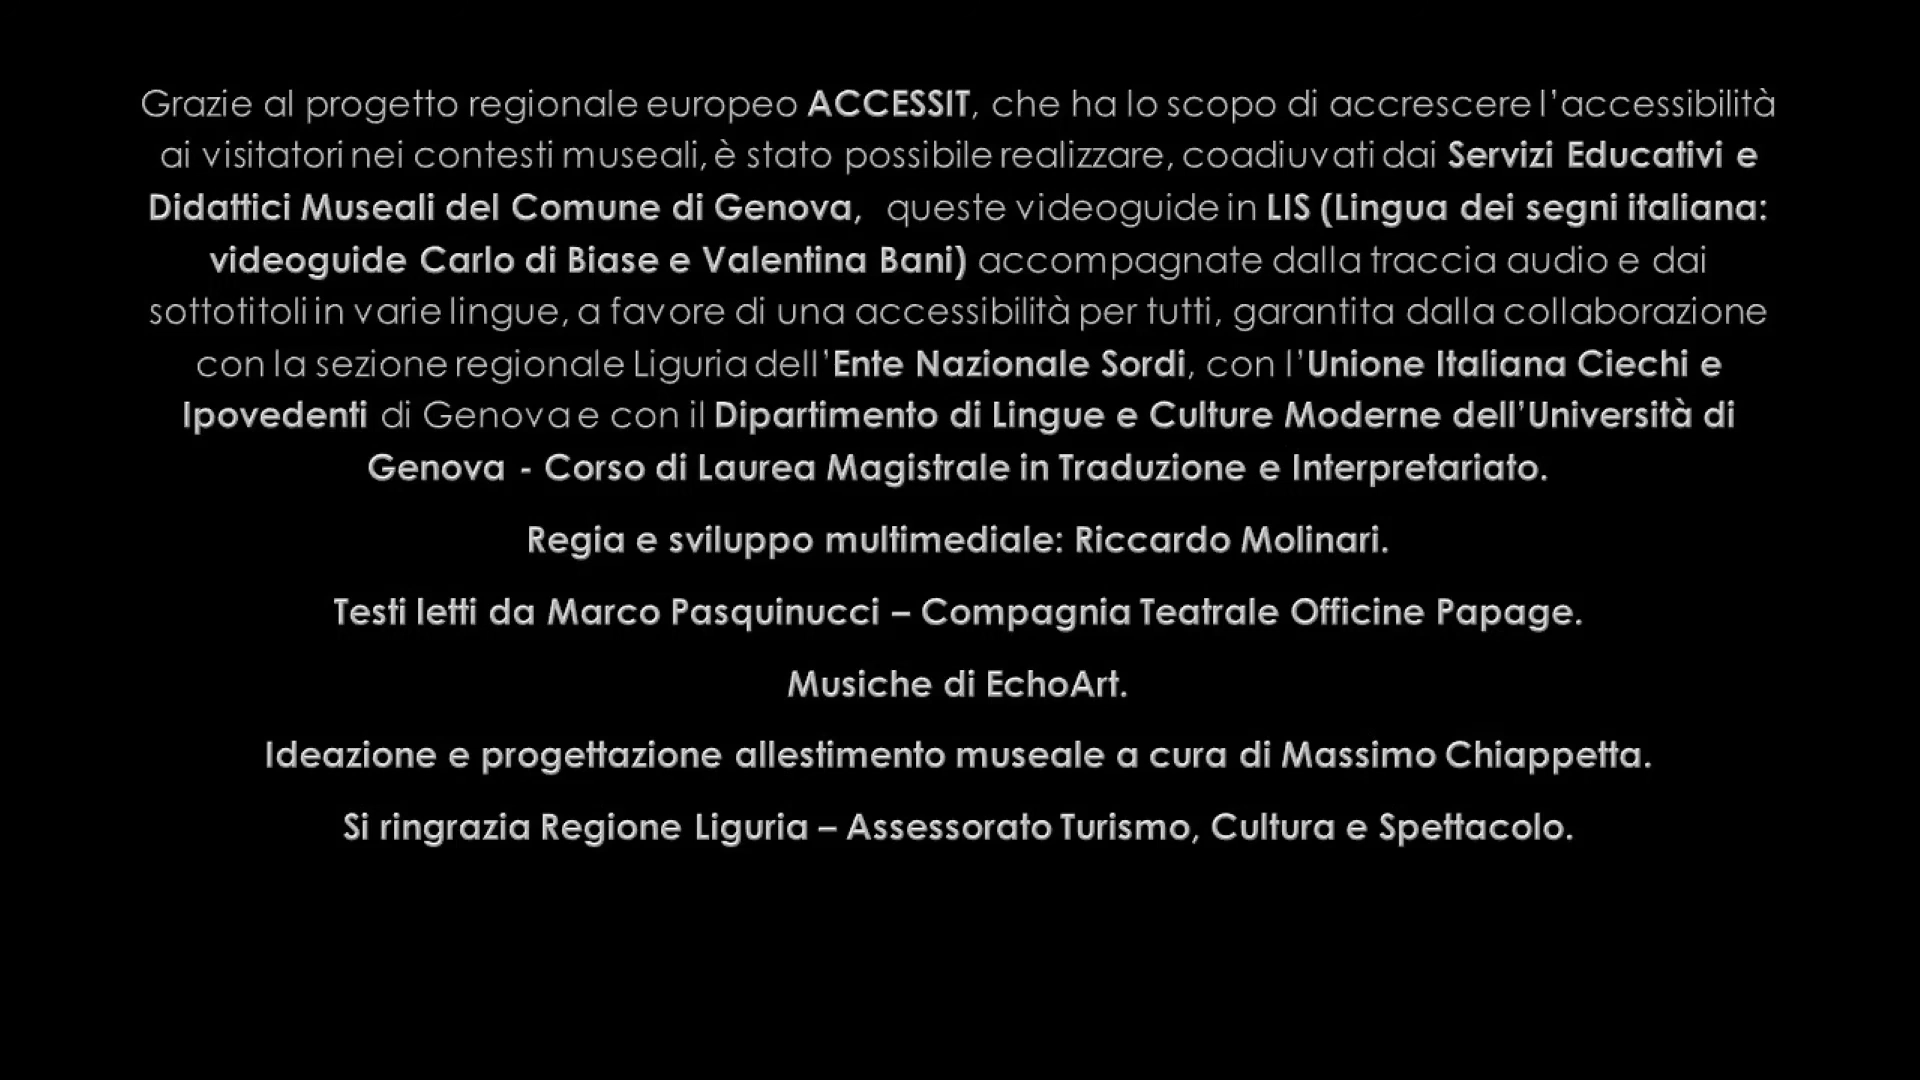 Grazie al progetto regionale europeo ACCESSIT, che ha lo scopo di accrescere l’accessibilità
ai visitatori nei contesti museali, è stato possibile realizzare, coadiuvati dai Servizi Educativi e
Didattici Museali del Comune di Genova, queste videoguide in LIS (Lingua dei segni italiana:
videoguide Carlo di Biase e Valentina Bani) accompagnate dalla traccia audio e dai
sottotitoli in varie lingue, a favore di una accessibilità per tutti, garantita dalla collaborazione
con la sezione regionale Liguria dell’Ente Nazionale Sordi, con l’Unione Italiana Ciechi e
Ipovedenti di Genova e con il Dipartimento di Lingue e Culture Moderne dell’Università di
Genova - Corso di Laurea Magistrale in Traduzione e Interpretariato.
Regia e sviluppo multimediale: Riccardo Molinari.
Testi letti da Marco Pasquinucci – Compagnia Teatrale Officine Papage.
Musiche di EchoArt.
Ideazione e progettazione allestimento museale a cura di Massimo Chiappetta.
Si ringrazia Regione Liguria – Assessorato Turismo, Cultura e Spettacolo.